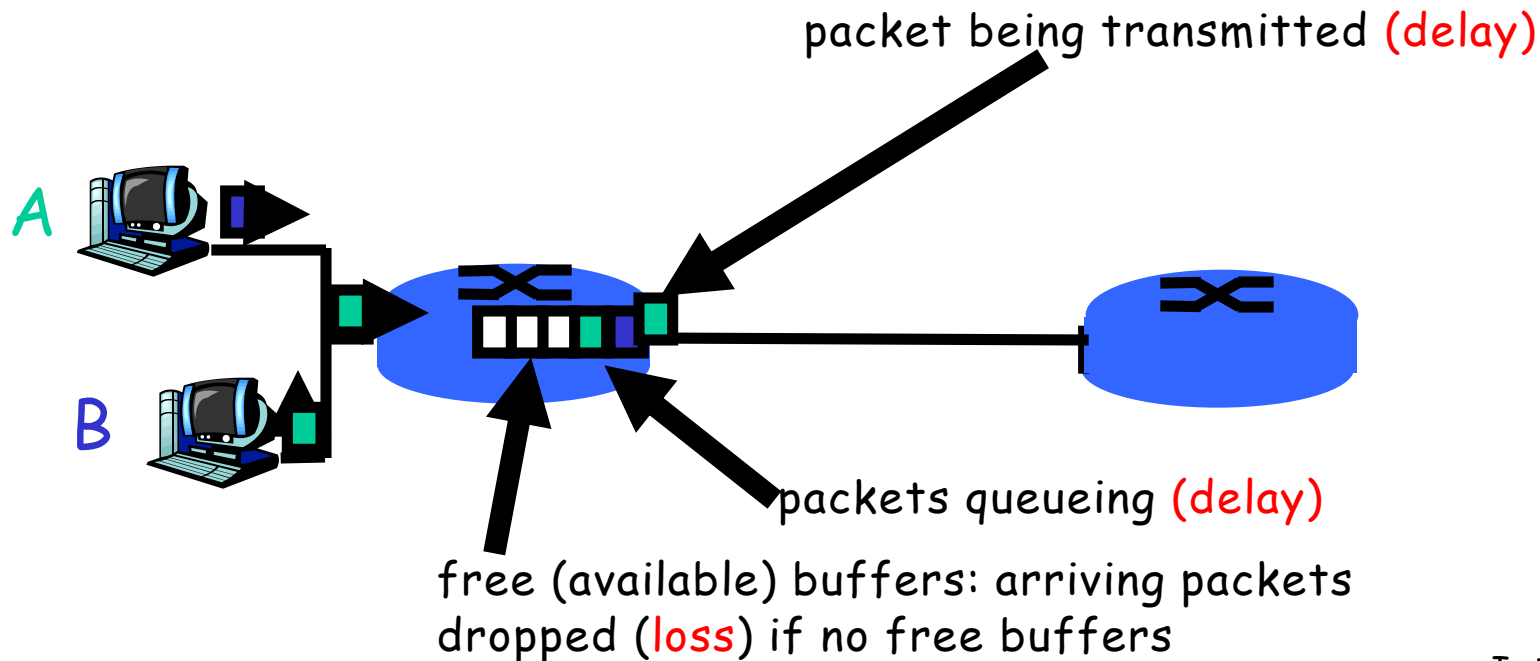 packet being transmitted (delay)
A
B
packets queueing (delay)
free (available) buffers: arriving packets
dropped (loss) if no free buffers